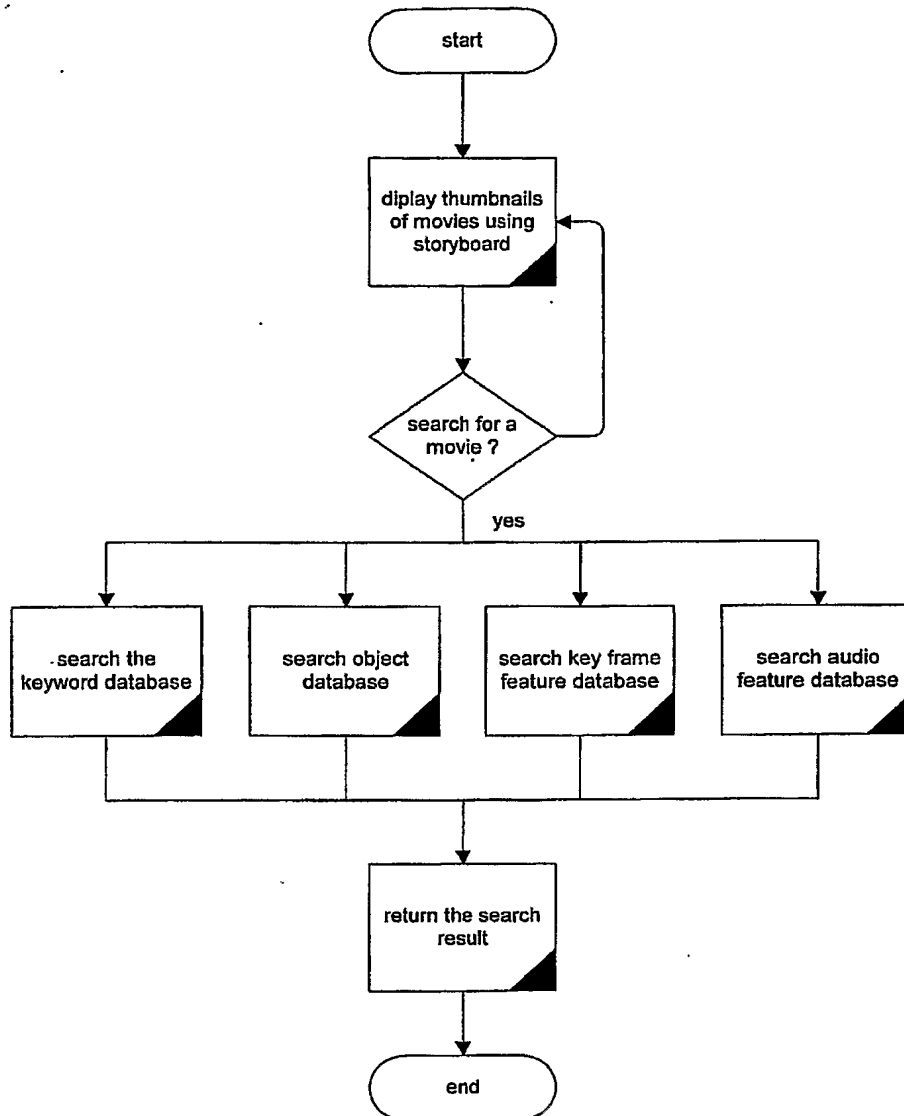 start
diplay thumbnails
of movies using
storyboard
search for a
movie ?
yes
search the
keyword database
search object
database
search key frame
feature database
search audio
feature database
return the search
result
end